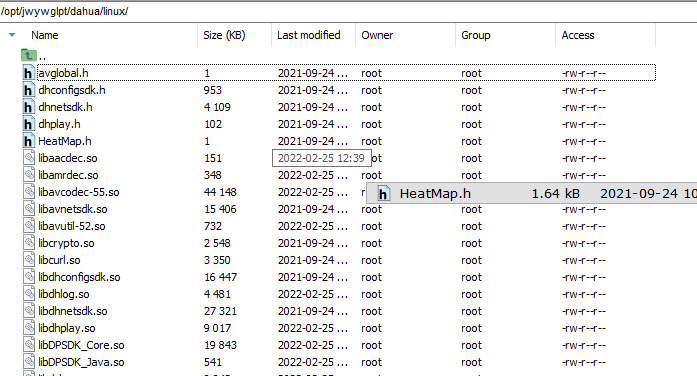 /opt/jwywglpt/dahua/linux/
Name Size (KB) Last modified Owner Group Access
..
avglobal.h 1 2021-09-24 ... root root -rw-r--r--
dhconfigsdk.h 953 2021-09-24 ... root root -rw-r--r--
dhnetsdk.h 4 109 2021-09-24 ... root root -rw-r--r--
dhplay.h 102 2021-09-24 ... root root -rw-r--r--
HeatMap.h 1 2021-09-24 ... root root -rw-r--r--
libaacdec.so 151 2022-02-25 12:39 root root -rw-r--r--
libamrdec.so 348 2022-02-25 ... root root -rw-r--r--
libavcodec-55.so 44 148 2022-02-25 ... HeatMap.h 1.64 kB 2021-09-24 10
libavnetsdk.so 15 406 2021-09-24 ... root root -rw-r--r--
libavutil-52.so 732 2022-02-25 ... root root -rw-r--r--
libcrypto.so 2 548 2021-09-24 ... root root -rw-r--r--
libcurl.so 3 350 2021-09-24 ... root root -rw-r--r--
libdhconfigsdk.so 16 447 2021-09-24 ... root root -rw-r--r--
libdhlog.so 4 481 2022-02-25 ... root root -rw-r--r--
libdhnetsdk.so 27 321 2021-09-24 ... root root -rw-r--r--
libdhplay.so 9 017 2022-02-25 ... root root -rw-r--r--
libDPSDK_Core.so 19 843 2022-02-25 ... root root -rw-r--r--
libDPSDK_Java.so 541 2022-02-25 ... root root -rw-r--r--